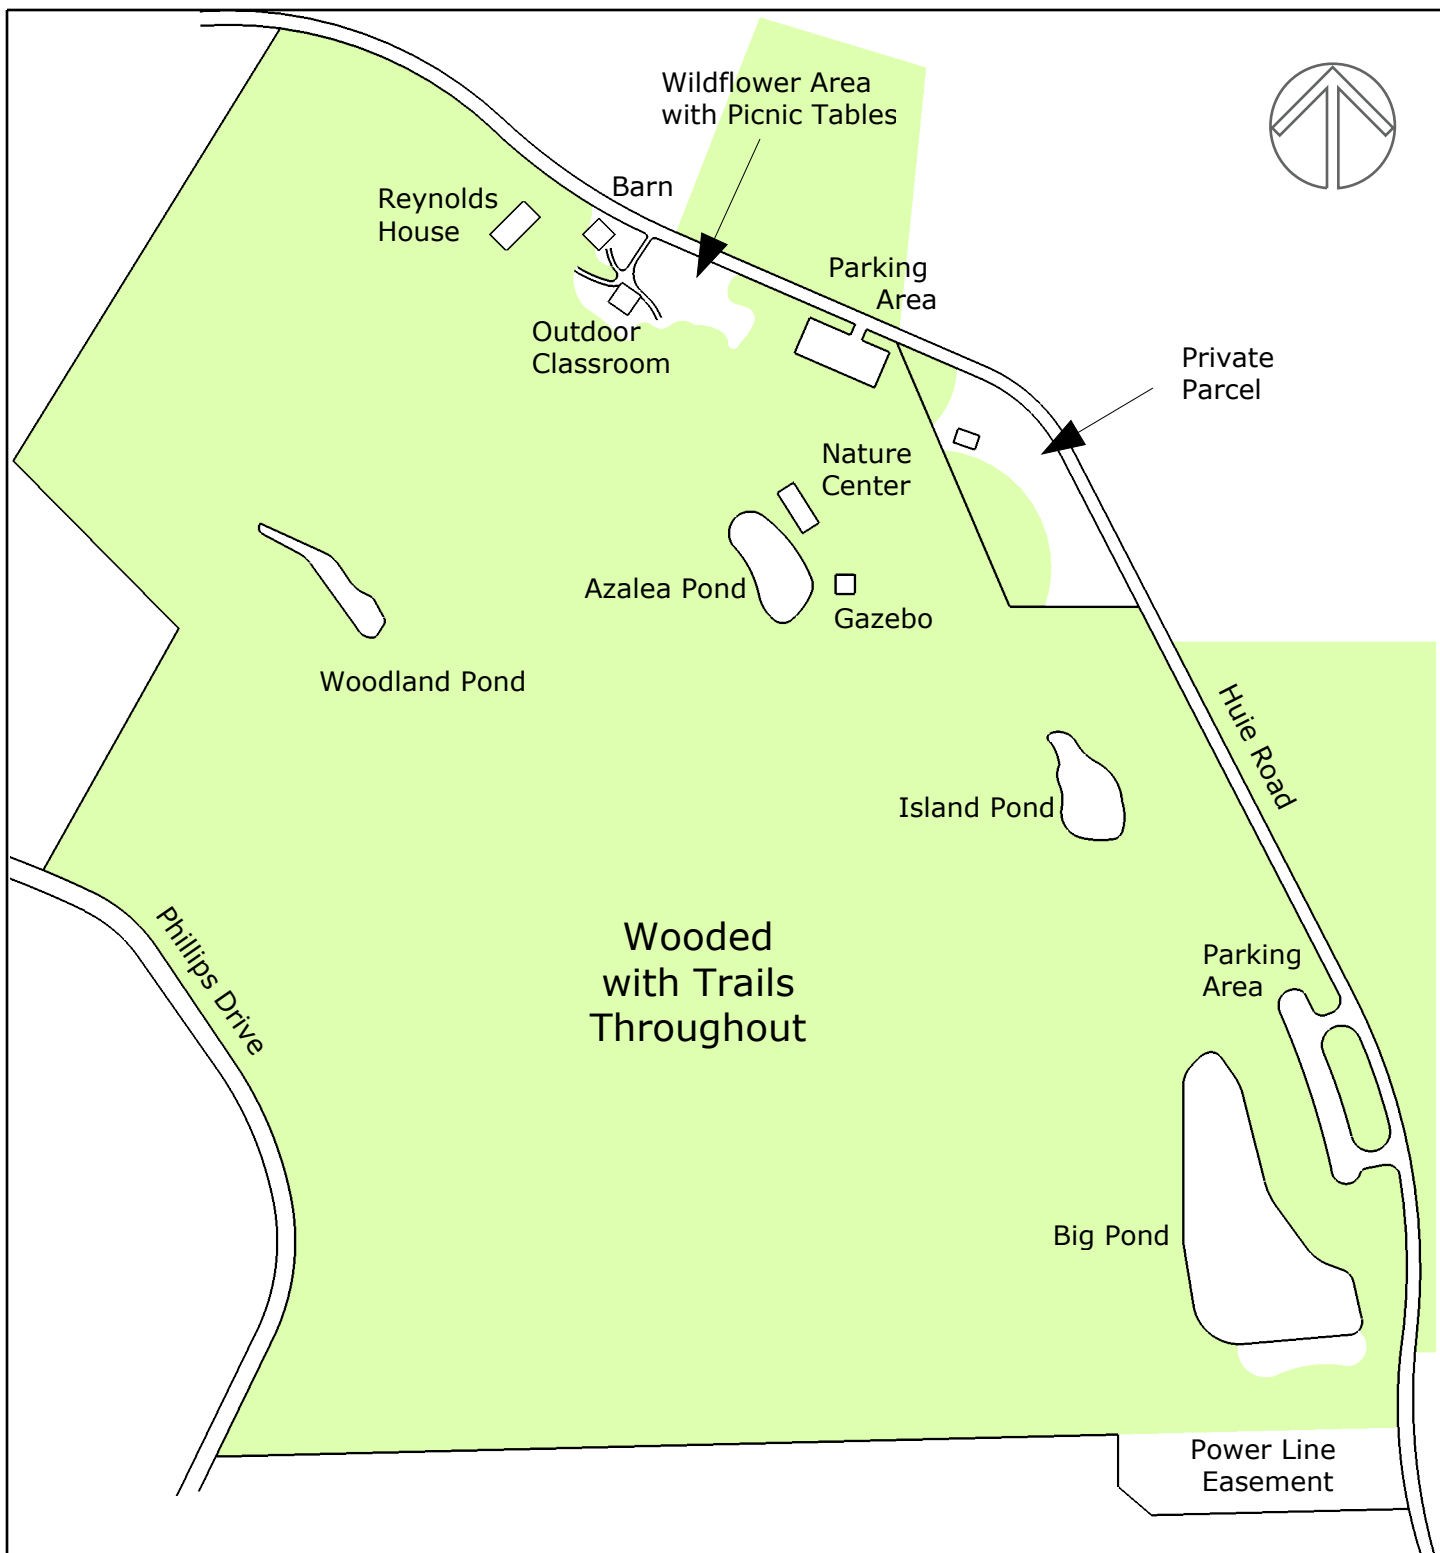 Wildflower Area
with Picnic Tables
Barn
Reynolds
House
Parking
Area
Outdoor
Classroom
Private
Parcel
Nature
Center
Azalea Pond
Gazebo
Woodland Pond
Huie Road
Island Pond
Phillips Drive
Wooded
with Trails
Throughout
Parking
Area
Big Pond
Power Line
Easement